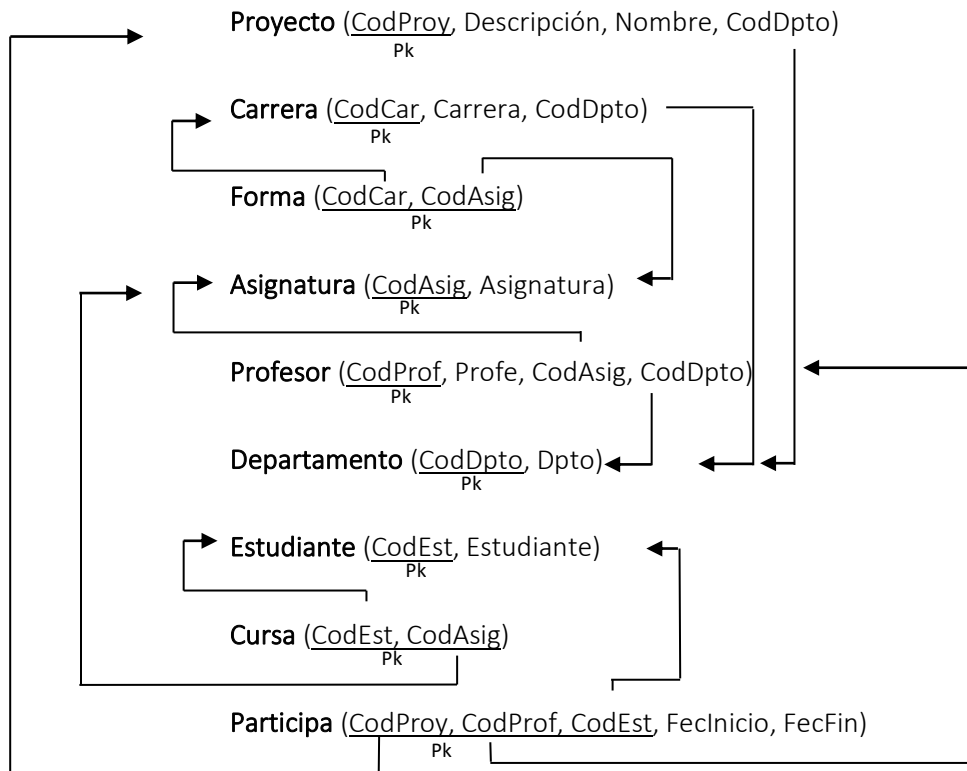 Proyecto (CodProy, Descripción, Nombre, CodDpto)
Pk
Carrera (CodCar, Carrera, CodDpto)
Pk
Forma (CodCar, CodAsig)
Pk
Asignatura (CodAsig, Asignatura)
Pk
Profesor (CodProf, Profe, CodAsig, CodDpto)
Pk
Departamento (CodDpto, Dpto)
Pk
Estudiante (CodEst, Estudiante)
Pk
Cursa (CodEst, CodAsig)
Pk
Participa (CodProy, CodProf, CodEst, FecInicio, FecFin)
Pk